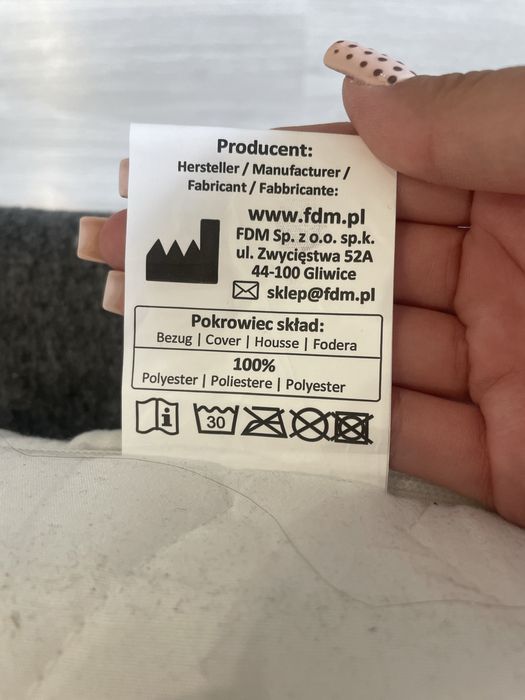 Producent:
Hersteller / Manufacturer /
Fabricant / Fabbricante:
www.fdm.pl
FDM Sp. z o.o. sp.k.
ul. Zwycięstwa 52A
44-100 Gliwice
sklep@fdm.pl
Pokrowiec skład:
Bezug | Cover | Housse | Fodera
100%
Polyester | Poliestere | Polyester
i
30